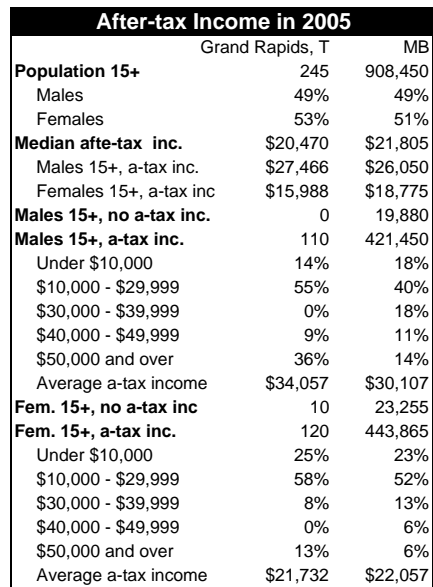 After-tax Income in 2005
Grand Rapids, T MB
Population 15+ 245 908,450
Males 49% 49%
Females 53% 51%
Median afte-tax inc. $20,470 $21,805
Males 15+, a-tax inc. $27,466 $26,050
Females 15+, a-tax inc $15,988 $18,775
Males 15+, no a-tax inc. 0 19,880
Males 15+, a-tax inc. 110 421,450
Under $10,000 14% 18%
$10,000 - $29,999 55% 40%
$30,000 - $39,999 0% 18%
$40,000 - $49,999 9% 11%
$50,000 and over 36% 14%
Average a-tax income $34,057 $30,107
Fem. 15+, no a-tax inc 10 23,255
Fem. 15+, a-tax inc. 120 443,865
Under $10,000 25% 23%
$10,000 - $29,999 58% 52%
$30,000 - $39,999 8% 13%
$40,000 - $49,999 0% 6%
$50,000 and over 13% 6%
Average a-tax income $21,732 $22,057